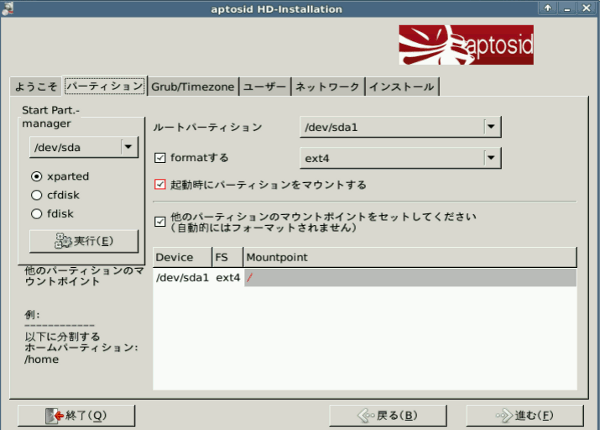 aptosid HD-Installation
aptosid
ようこそ パーティション Grub/Timezone ユーザー ネットワーク インストール
Start Part.-
manager
/dev/sda
xparted
cfdisk
fdisk
実行(E)
他のパーティションのマ
ウントポイント
例:
------------
以下に分割する
ホームパーティション:
/home
ルートパーティション /dev/sda1
formatする ext4
起動時にパーティションをマウントする
他のパーティションのマウントポイントをセットしてください
(自動的にはフォーマットされません)
Device FS Mountpoint
/dev/sda1 ext4 /
終了(Q) 戻る(B) 進む(F)